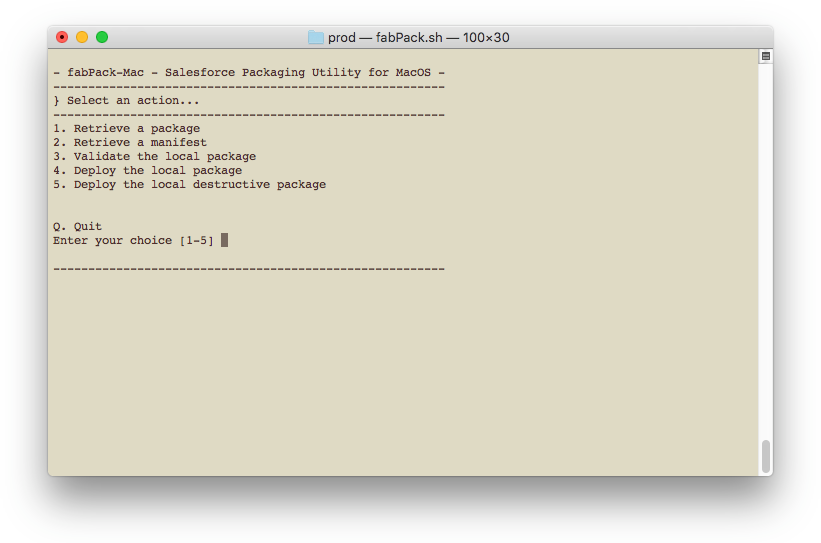 prod — fabPack.sh — 100×30
- fabPack-Mac - Salesforce Packaging Utility for MacOS -
--------------------------------------------------------
} Select an action...
--------------------------------------------------------
1. Retrieve a package
2. Retrieve a manifest
3. Validate the local package
4. Deploy the local package
5. Deploy the local destructive package
Q. Quit
Enter your choice [1-5]
--------------------------------------------------------